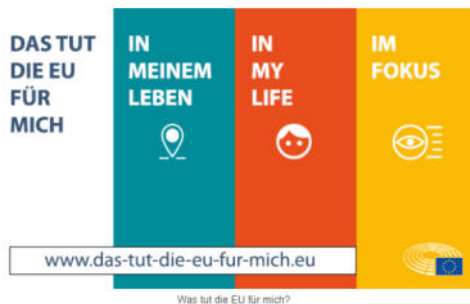 DAS TUT
DIE EU
FÜR
MICH
IN
MEINEM
LEBEN
IN
MY
LIFE
IM
FOKUS
www.das-tut-die-eu-fur-mich.eu
Was tut die EU für mich?